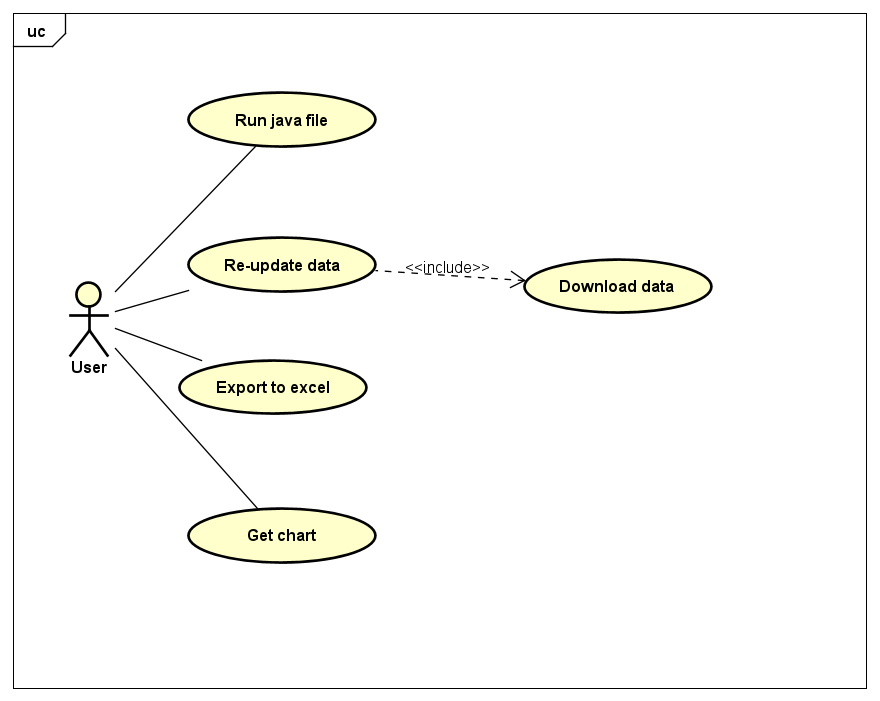 uc
Run java file
Re-update data
<<include>>
Download data
User
Export to excel
Get chart